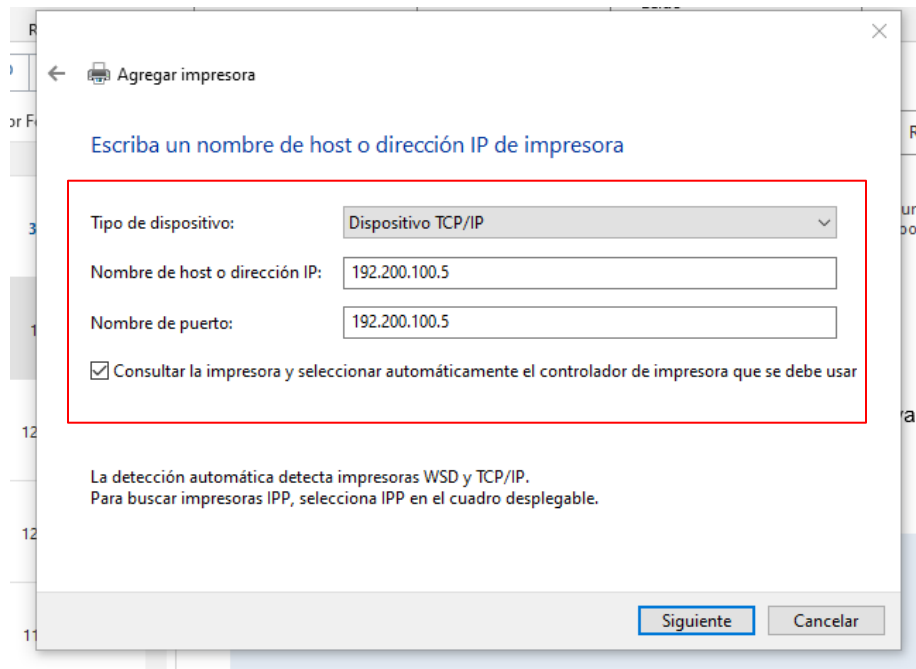 Agregar impresora
Escriba un nombre de host o dirección IP de impresora
Tipo de dispositivo: Dispositivo TCP/IP
Nombre de host o dirección IP: 192.200.100.5
Nombre de puerto: 192.200.100.5
Consultar la impresora y seleccionar automáticamente el controlador de impresora que se debe usar
La detección automática detecta impresoras WSD y TCP/IP.
Para buscar impresoras IPP, selecciona IPP en el cuadro desplegable.
Siguiente Cancelar